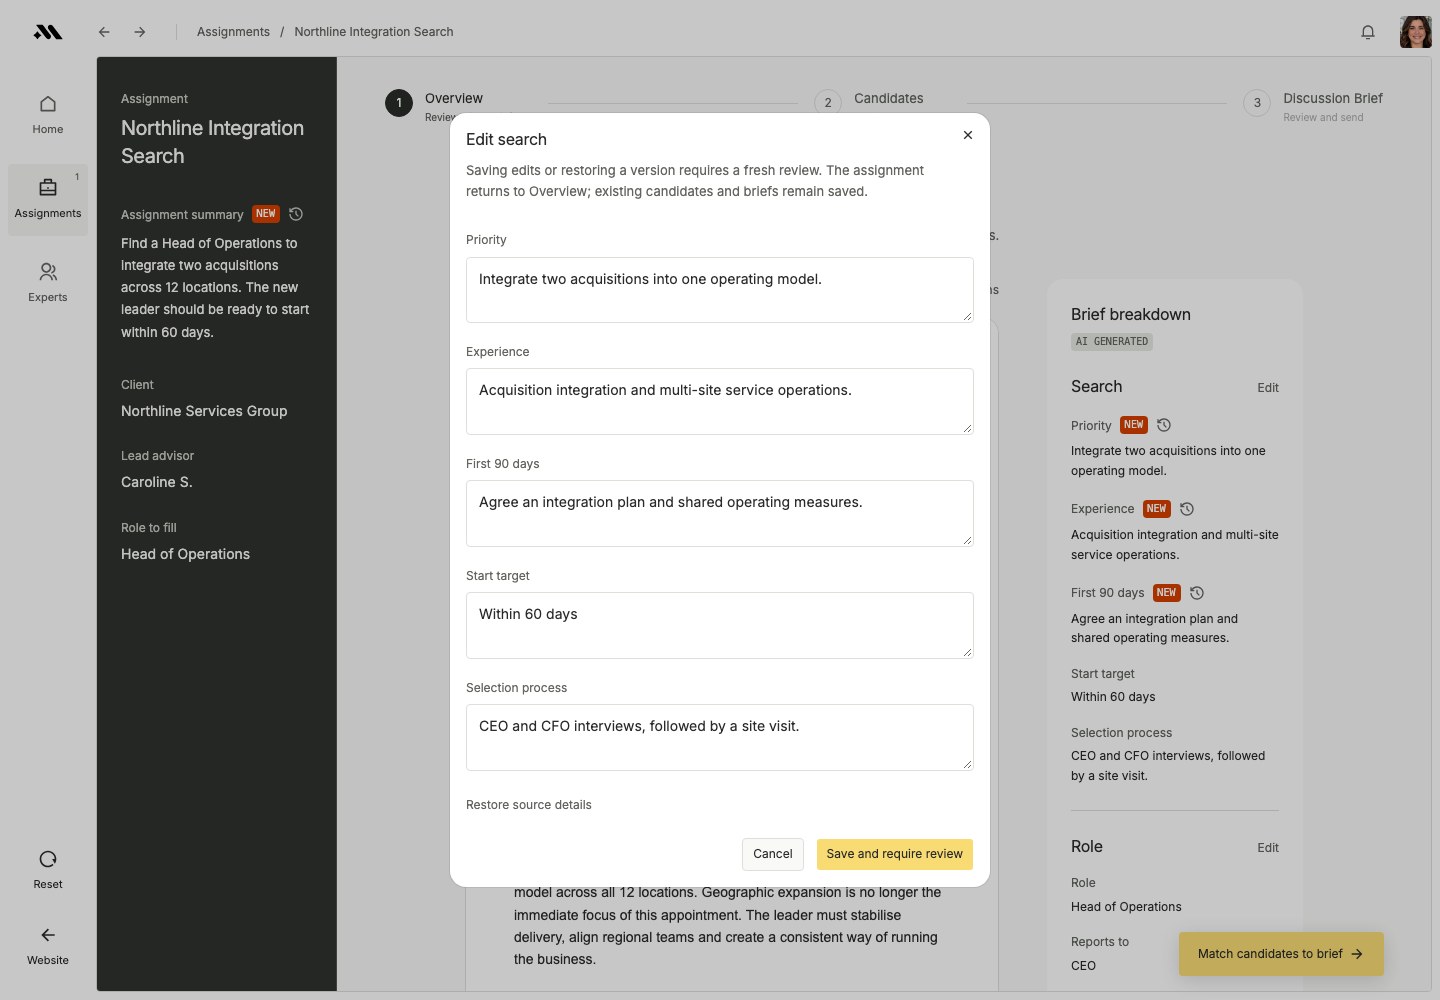 Assignments / Northline Integration Search
Home
1
Assignments
Experts
Reset
Website
Assignment
Northline Integration
Search
Assignment summary NEW
Find a Head of Operations to
integrate two acquisitions
across 12 locations. The new
leader should be ready to start
within 60 days.
Client
Northline Services Group
Lead advisor
Caroline S.
Role to fill
Head of Operations
1 Overview
2 Candidates
3 Discussion Brief
Review and send
Edit search
Saving edits or restoring a version requires a fresh review. The assignment
returns to Overview; existing candidates and briefs remain saved.
Priority
Integrate two acquisitions into one operating model.
Experience
Acquisition integration and multi-site service operations.
First 90 days
Agree an integration plan and shared operating measures.
Start target
Within 60 days
Selection process
CEO and CFO interviews, followed by a site visit.
Restore source details
Cancel
Save and require review
model across all 12 locations. Geographic expansion is no longer the
immediate focus of this appointment. The leader must stabilise
delivery, align regional teams and create a consistent way of running
the business.
Brief breakdown
AI GENERATED
Search Edit
Priority NEW
Integrate two acquisitions into one
operating model.
Experience NEW
Acquisition integration and multi-site
service operations.
First 90 days NEW
Agree an integration plan and
shared operating measures.
Start target
Within 60 days
Selection process
CEO and CFO interviews, followed
by a site visit.
Role Edit
Role
Head of Operations
Reports to
CEO
Match candidates to brief